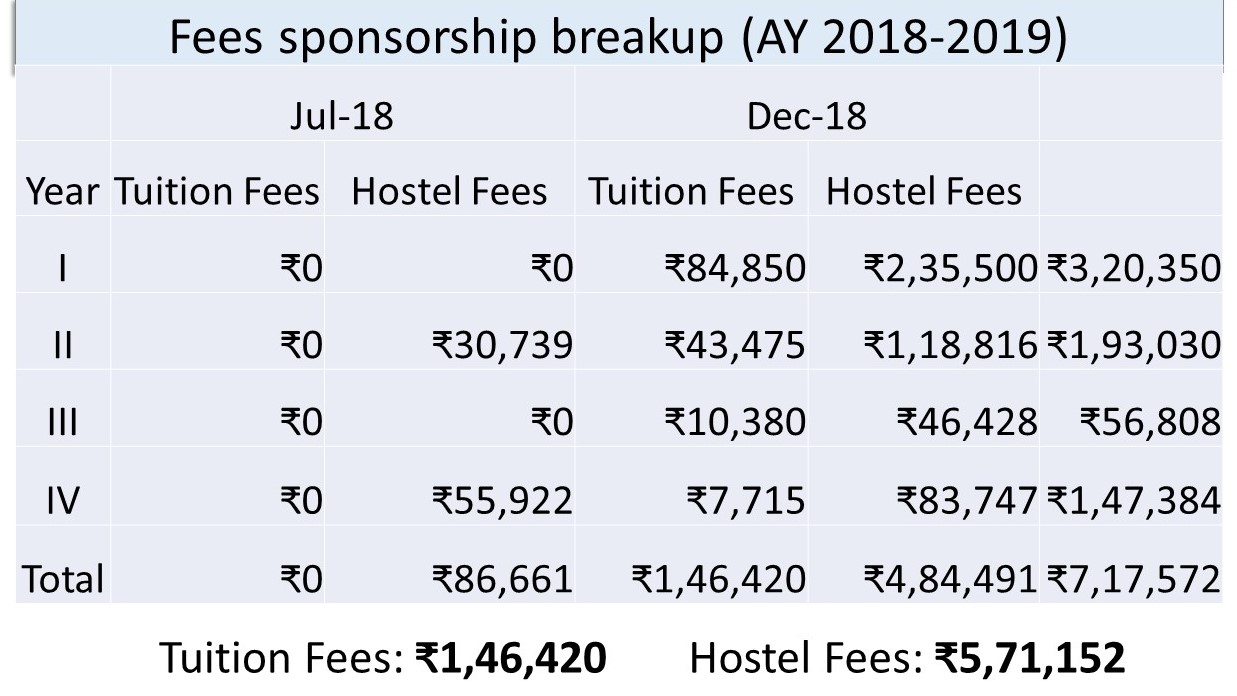 Fees sponsorship breakup (AY 2018-2019)
Jul-18 Dec-18
Year Tuition Fees Hostel Fees Tuition Fees Hostel Fees
I ₹0 ₹0 ₹84,850 ₹2,35,500 ₹3,20,350
II ₹0 ₹30,739 ₹43,475 ₹1,18,816 ₹1,93,030
III ₹0 ₹0 ₹10,380 ₹46,428 ₹56,808
IV ₹0 ₹55,922 ₹7,715 ₹83,747 ₹1,47,384
Total ₹0 ₹86,661 ₹1,46,420 ₹4,84,491 ₹7,17,572
Tuition Fees: ₹1,46,420 Hostel Fees: ₹5,71,152